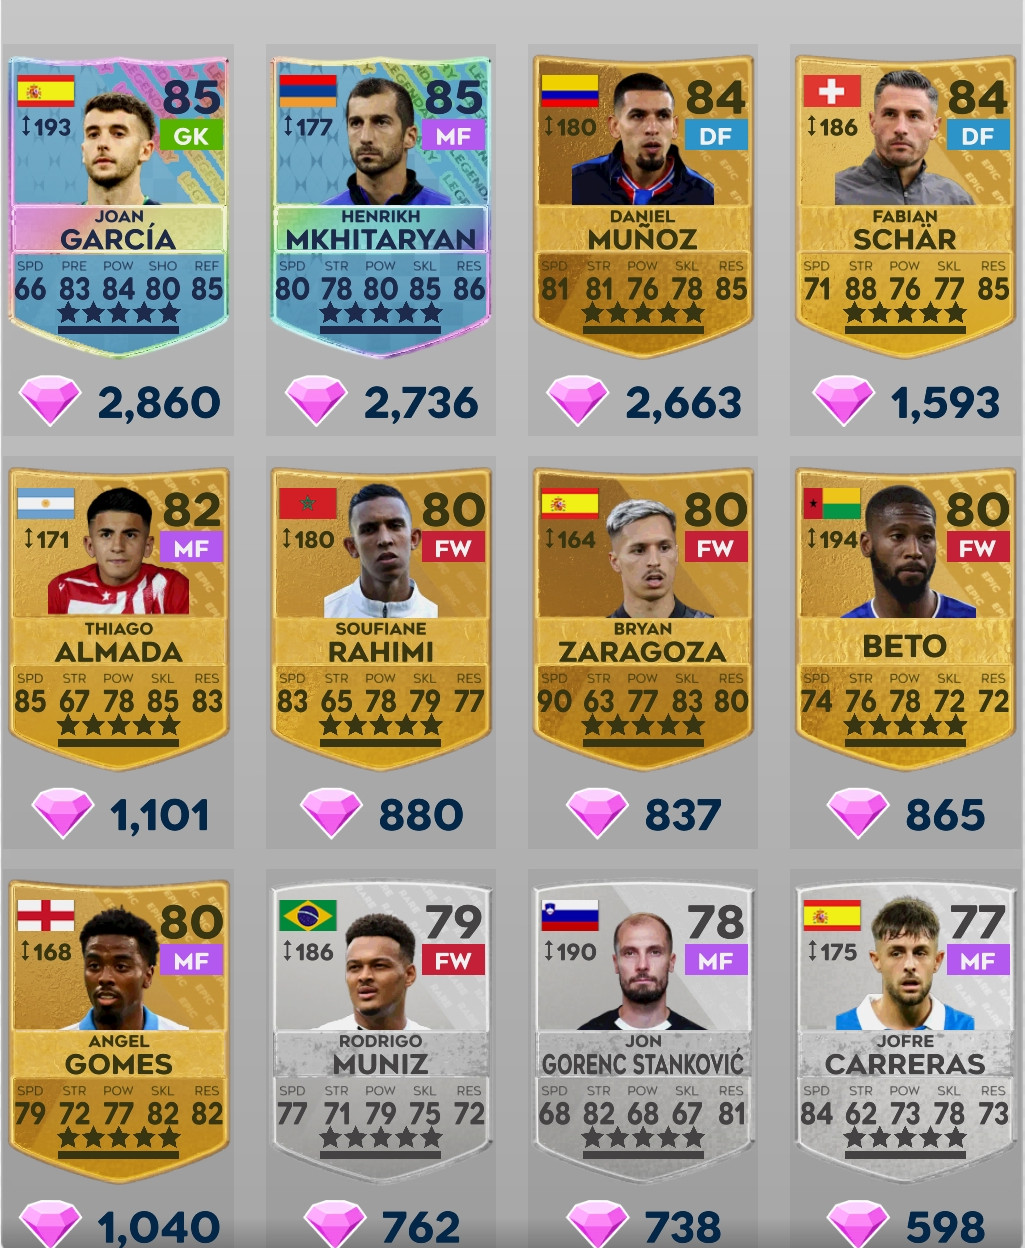 85
193
GK
JOAN
GARCÍA
SPD PRE POW SHO REF
66 83 84 80 85
2,860
85
177
MF
HENRIKH
MKHITARYAN
SPD STR POW SKL RES
80 78 80 85 86
2,736
84
180
DF
DANIEL
MUÑOZ
SPD STR POW SKL RES
81 81 76 78 85
2,663
84
186
DF
FABIAN
SCHÄR
SPD STR POW SKL RES
71 88 76 77 85
1,593
82
171
MF
THIAGO
ALMADA
SPD STR POW SKL RES
85 67 78 85 83
1,101
80
180
FW
SOUFIANE
RAHIMI
SPD STR POW SKL RES
83 65 78 79 77
880
80
164
FW
BRYAN
ZARAGOZA
SPD STR POW SKL RES
90 63 77 83 80
837
80
194
FW
BETO
SPD STR POW SKL RES
74 76 78 72 72
865
80
168
MF
ANGEL
GOMES
SPD STR POW SKL RES
79 72 77 82 82
1,040
79
186
FW
RODRIGO
MUNIZ
SPD STR POW SKL RES
77 71 79 75 72
762
78
190
MF
JON
GORENC STANKOVIĆ
SPD STR POW SKL RES
68 82 68 67 81
738
77
175
MF
JOFRE
CARRERAS
SPD STR POW SKL RES
84 62 73 78 73
598